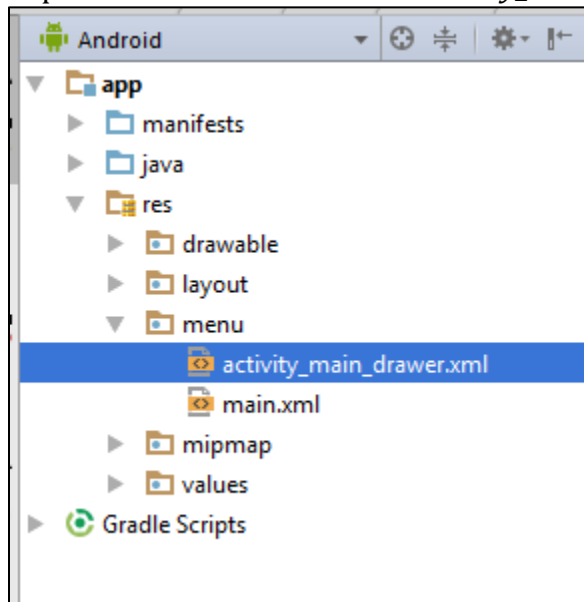 Android
app
manifests
java
res
drawable
layout
menu
activity_main_drawer.xml
main.xml
mipmap
values
Gradle Scripts